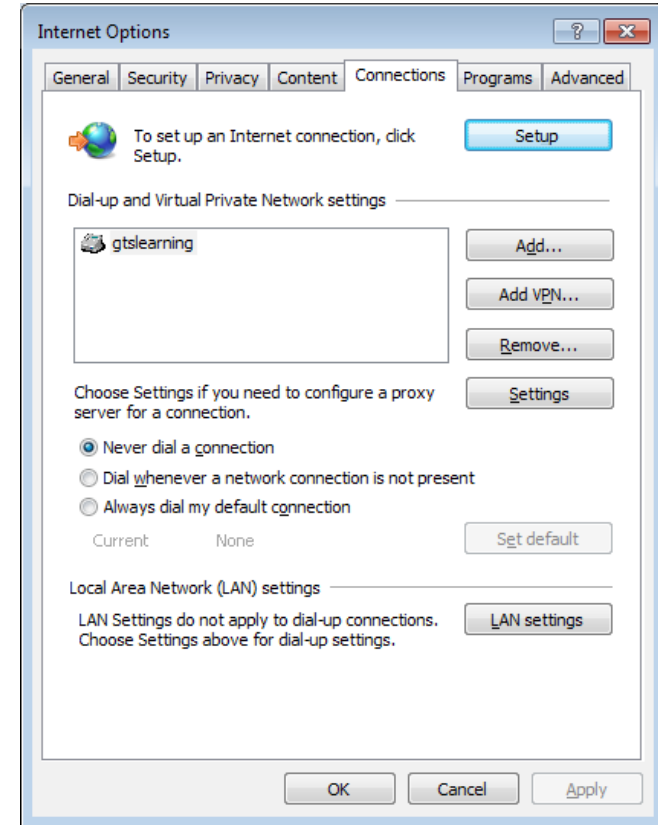 Internet Options
General Security Privacy Content Connections Programs Advanced
To set up an Internet connection, click
Setup.
Setup
Dial-up and Virtual Private Network settings
gtslearning
Add...
Add VPN...
Remove...
Choose Settings if you need to configure a proxy
server for a connection.
Settings
Never dial a connection
Dial whenever a network connection is not present
Always dial my default connection
Current None
Set default
Local Area Network (LAN) settings
LAN Settings do not apply to dial-up connections.
Choose Settings above for dial-up settings.
LAN settings
OK Cancel Apply